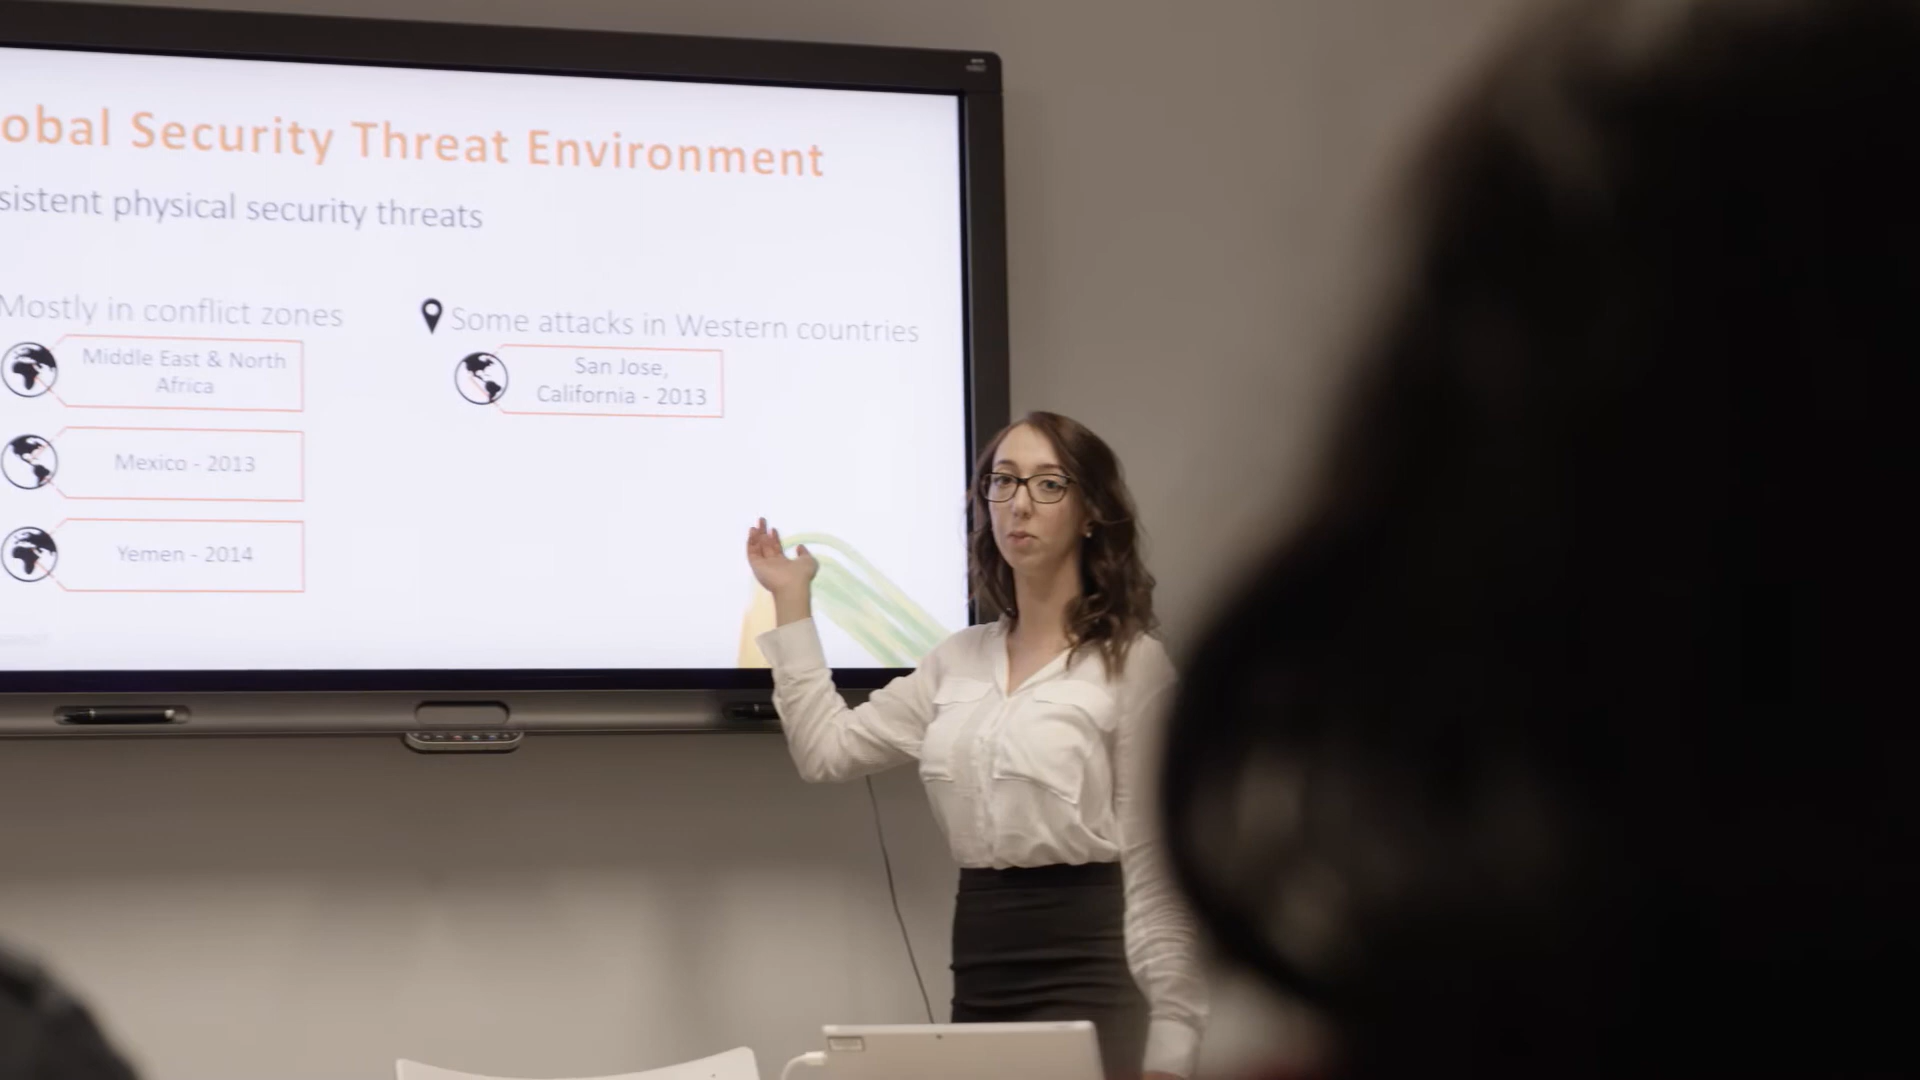 obal Security Threat Environment
sistent physical security threats
Mostly in conflict zones
Some attacks in Western countries
Middle East & North
Africa
San Jose,
California - 2013
Mexico - 2013
Yemen - 2014